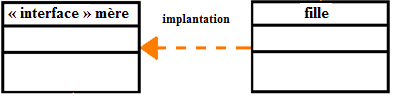 « interface » mère
implantation
fille